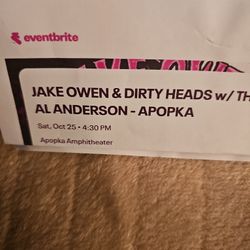 eventbrite
JAKE OWEN & DIRTY HEADS w/ TH
AL ANDERSON - APOPKA
Sat, Oct 25 • 4:30 PM
Apopka Amphitheater